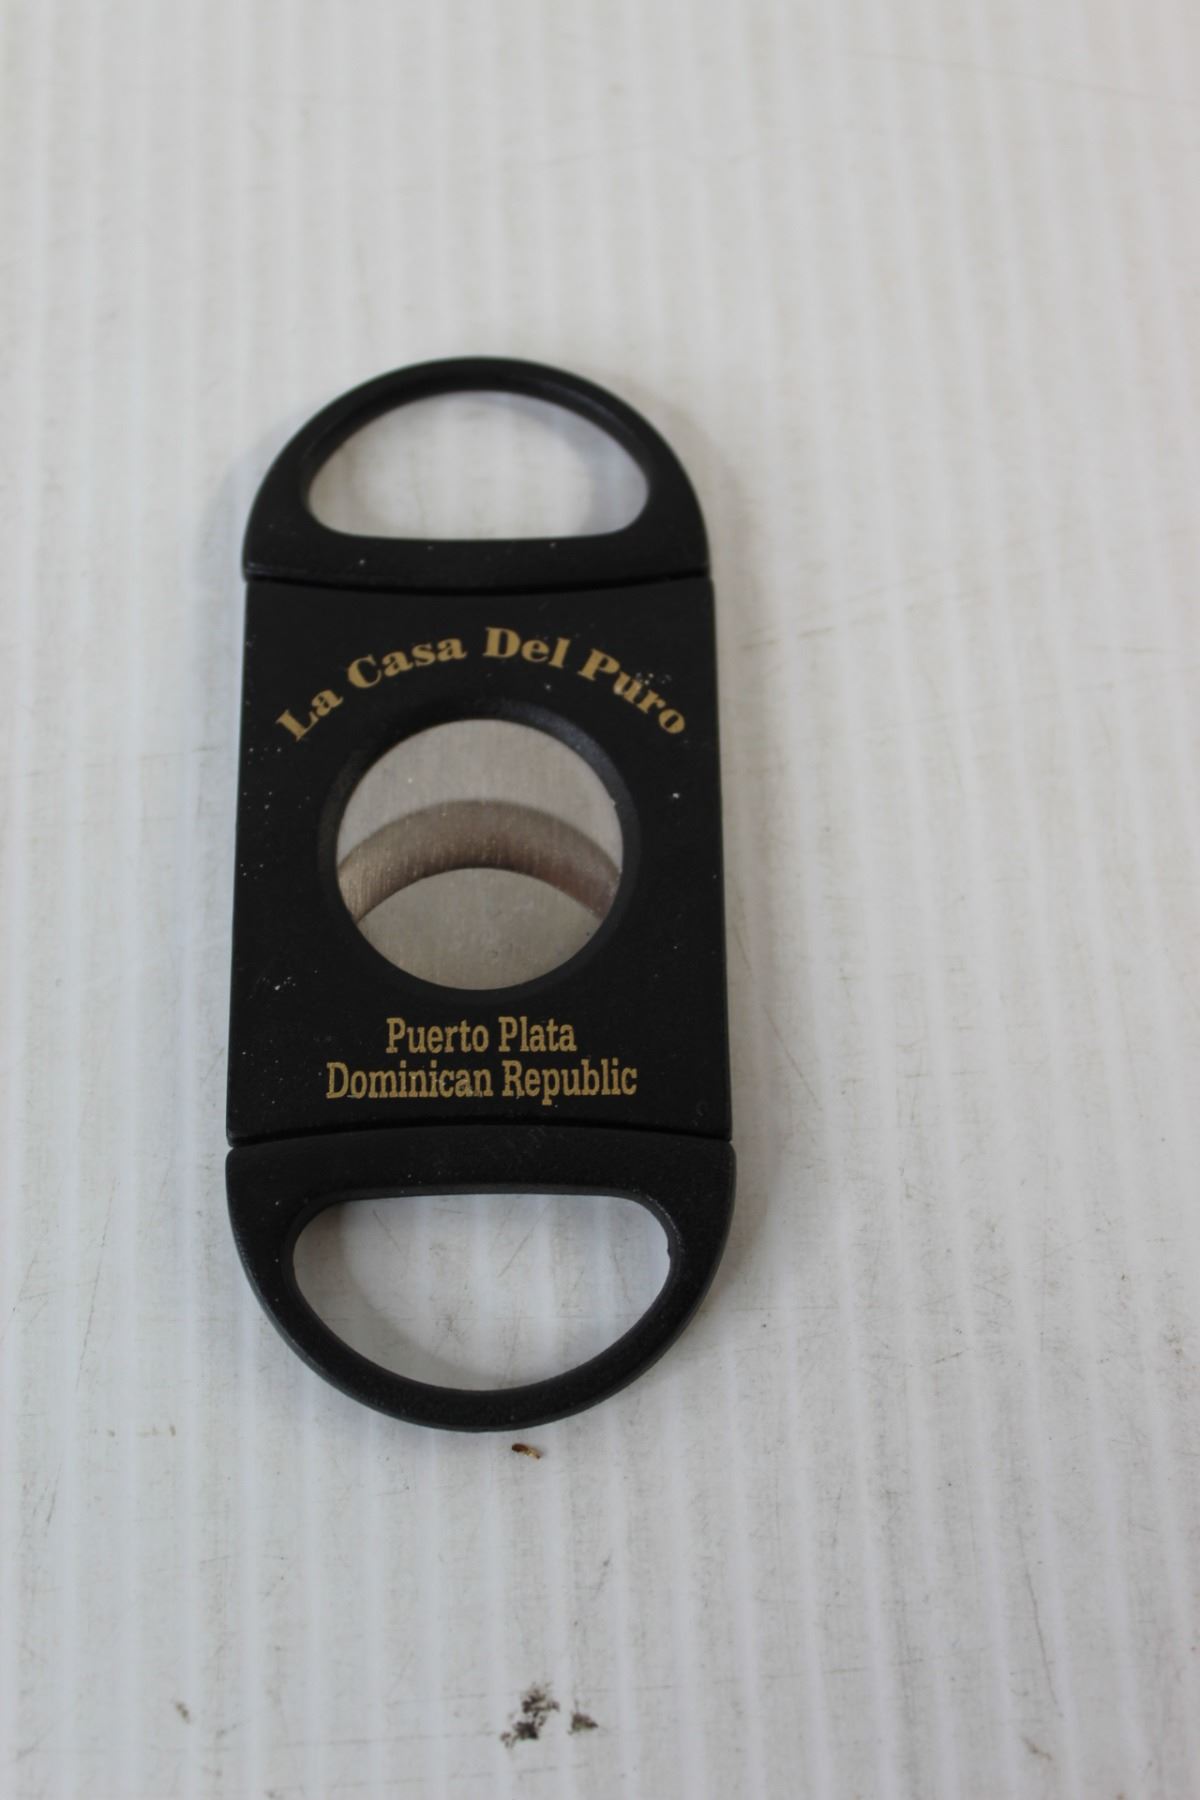 La Casa Del Puro
Puerto Plata
Dominican Republic